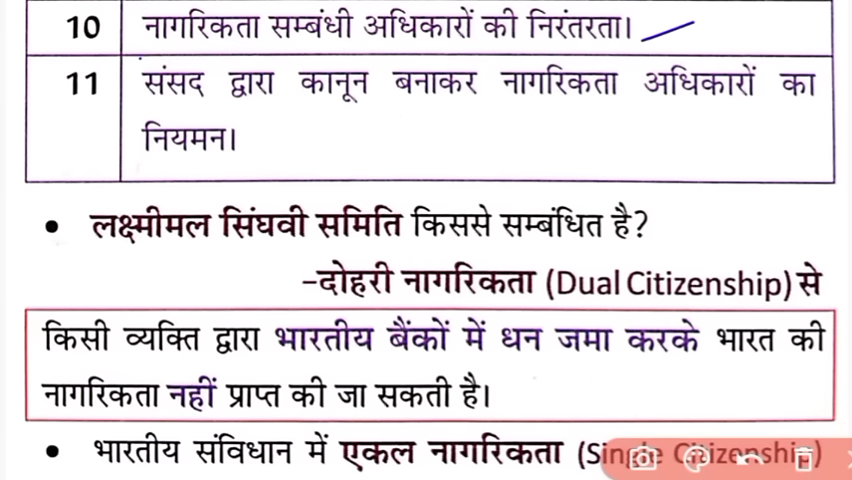 10 नागरिकता सम्बंधी अधिकारों की निरंतरता।
11 संसद द्वारा कानून बनाकर नागरिकता अधिकारों का
नियमन।
• लक्ष्मीमल सिंघवी समिति किससे सम्बंधित है?
–दोहरी नागरिकता (Dual Citizenship) से
किसी व्यक्ति द्वारा भारतीय बैंकों में धन जमा करके भारत की
नागरिकता नहीं प्राप्त की जा सकती है।
• भारतीय संविधान में एकल नागरिकता (Single Citizenship)